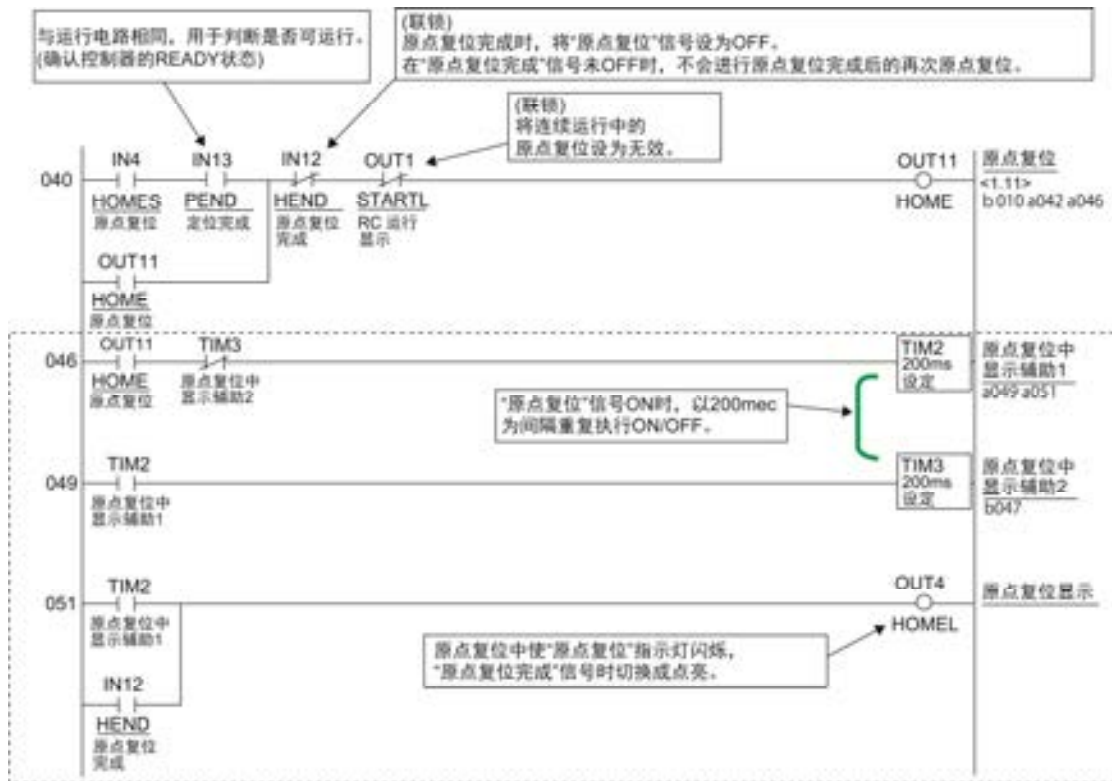 与运行电路相同，用于判断是否可运行。
(确认控制器的READY状态)
(联锁)
原点复位完成时，将“原点复位”信号设为OFF。
在“原点复位完成”信号未OFF时，不会进行原点复位完成后的再次原点复位。
(联锁)
将连续运行中的
原点复位设为无效。
040
IN4
HOMES
原点复位
IN13
PEND
定位完成
IN12
HEND
原点复位
完成
OUT1
STARTL
RC 运行
显示
OUT11
HOME
原点复位
<1.11>
b 010 a042 a046
OUT11
HOME
原点复位
046
OUT11
HOME
原点复位
TIM3
原点复位中
显示辅助2
TIM2
200ms
设定
原点复位中
显示辅助1
a049 a051
“原点复位”信号ON时，以200mec
为间隔重复执行ON/OFF。
049
TIM2
原点复位中
显示辅助1
TIM3
200ms
设定
原点复位中
显示辅助2
b047
051
TIM2
原点复位中
显示辅助1
OUT4
HOMEL
原点复位显示
原点复位中使“原点复位”指示灯闪烁，
“原点复位完成”信号时切换成点亮。
IN12
HEND
原点复位
完成